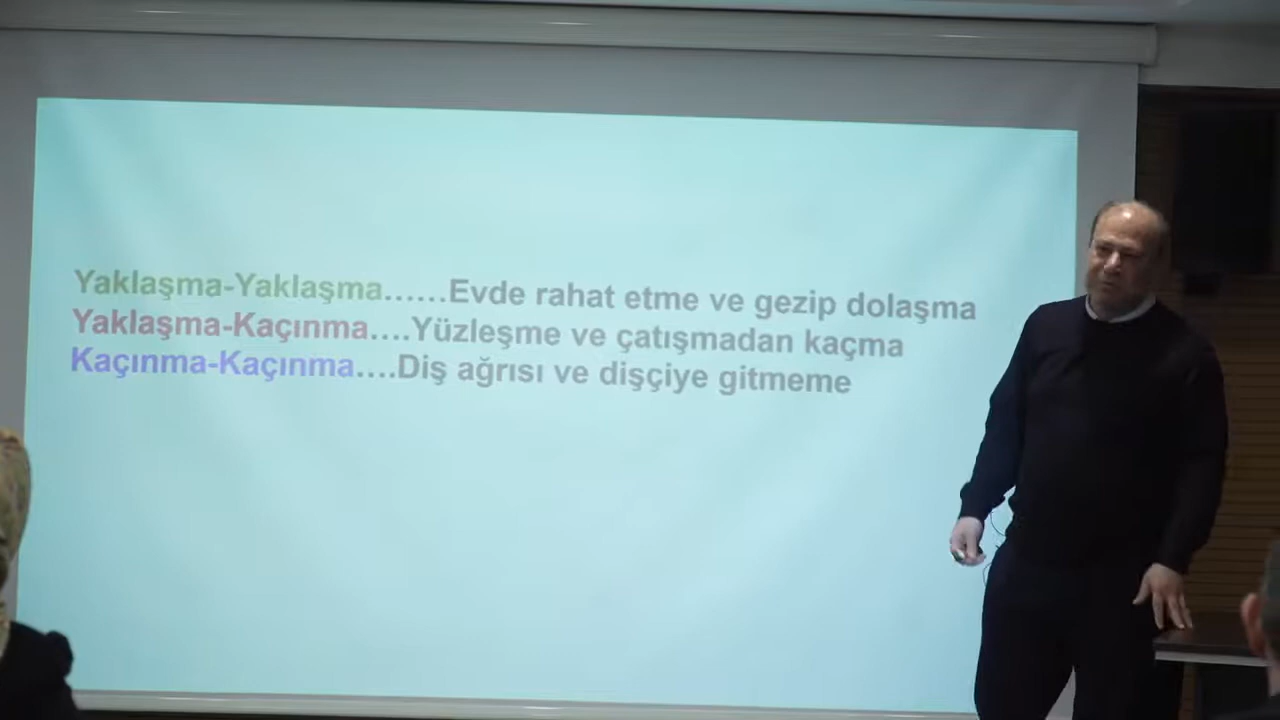 Yaklaşma-Yaklaşma......Evde rahat etme ve gezip dolaşma
Yaklaşma-Kaçınma....Yüzleşme ve çatışmadan kaçma
Kaçınma-Kaçınma....Diş ağrısı ve dişçiye gitmeme